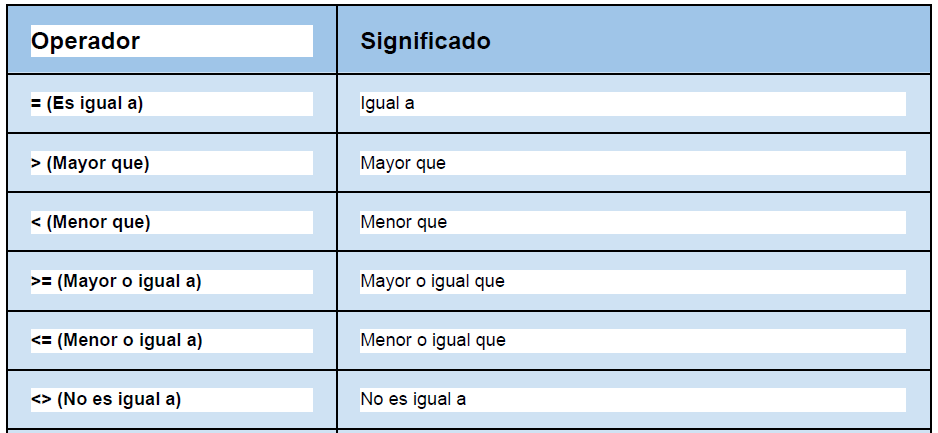 Operador Significado
= (Es igual a) Igual a
> (Mayor que) Mayor que
< (Menor que) Menor que
>= (Mayor o igual a) Mayor o igual que
<= (Menor o igual a) Menor o igual que
<> (No es igual a) No es igual a